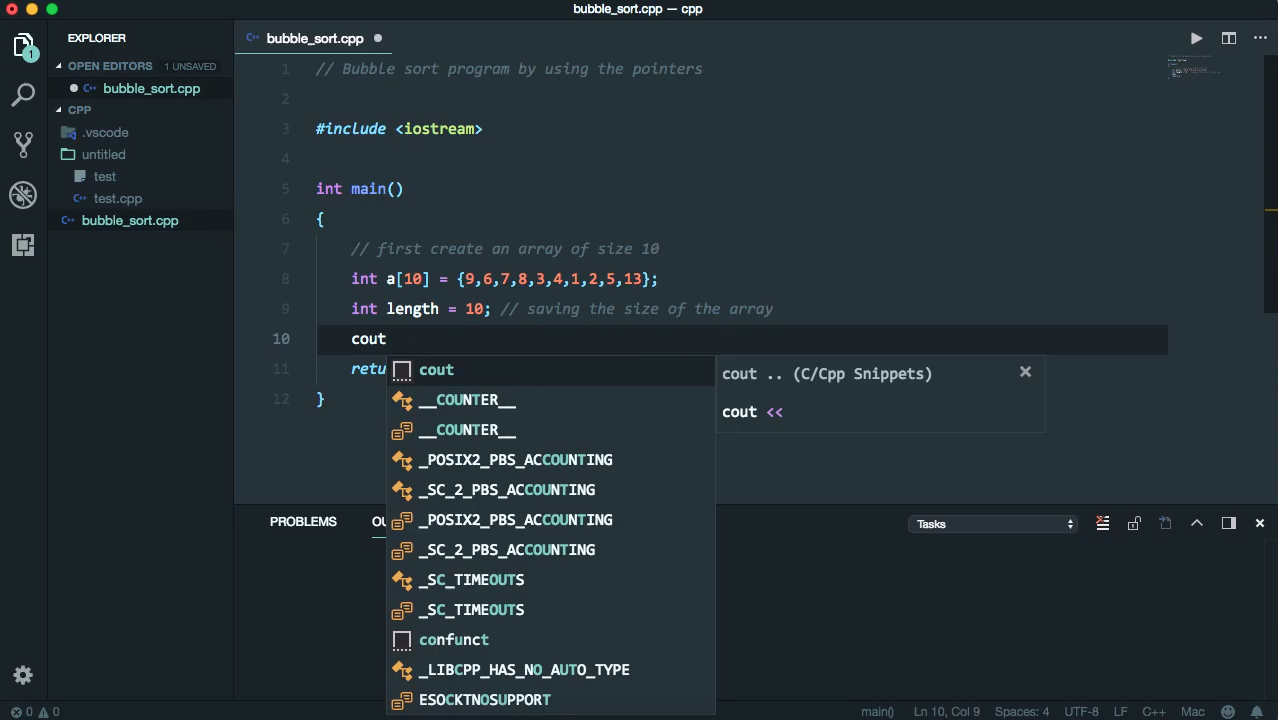 bubble_sort.cpp — cpp
EXPLORER
OPEN EDITORS 1 UNSAVED
bubble_sort.cpp
CPP
.vscode
untitled
test
test.cpp
bubble_sort.cpp
1
bubble_sort.cpp
1 // Bubble sort program by using the pointers
2
3 #include <iostream>
4
5 int main()
6 {
7 // first create an array of size 10
8 int a[10] = {9,6,7,8,3,4,1,2,5,13};
9 int length = 10; // saving the size of the array
10 cout
11 retu
12 }
cout
__COUNTER__
__COUNTER__
_POSIX2_PBS_ACCOUNTING
_SC_2_PBS_ACCOUNTING
_POSIX2_PBS_ACCOUNTING
_SC_2_PBS_ACCOUNTING
_SC_TIMEOUTS
_SC_TIMEOUTS
confunct
_LIBCPP_HAS_NO_AUTO_TYPE
ESOCKTNOSUPPORT
cout .. (C/Cpp Snippets)
cout <<
PROBLEMS OU Tasks
0 0 main() Ln 10, Col 9 Spaces: 4 UTF-8 LF C++ Mac